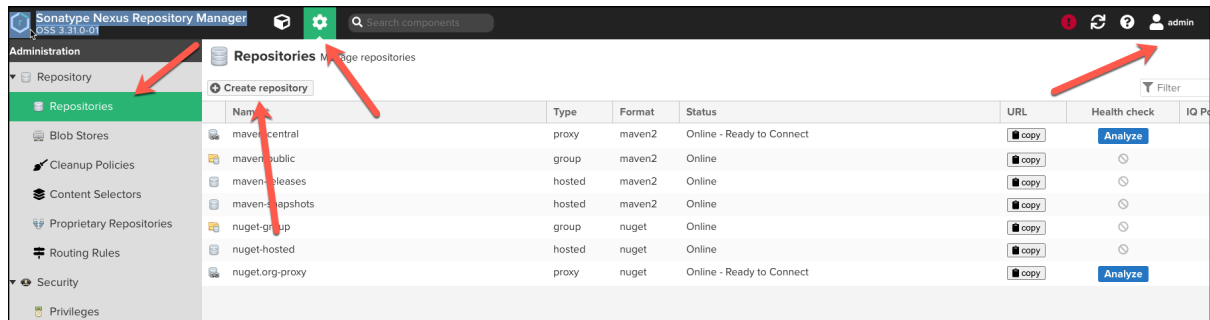 Sonatype Nexus Repository Manager
OSS 3.31.0-01
Search components
admin
Administration
Repository
Repositories
Blob Stores
Cleanup Policies
Content Selectors
Proprietary Repositories
Routing Rules
Security
Privileges
Repositories repositories
Create repository
Filter
Type Format Status URL Health check
proxy maven2 Online - Ready to Connect copy Analyze
group maven2 Online copy
hosted maven2 Online copy
hosted maven2 Online copy
group nuget Online copy
nuget-hosted hosted nuget Online copy
nuget.org-proxy proxy nuget Online - Ready to Connect copy Analyze